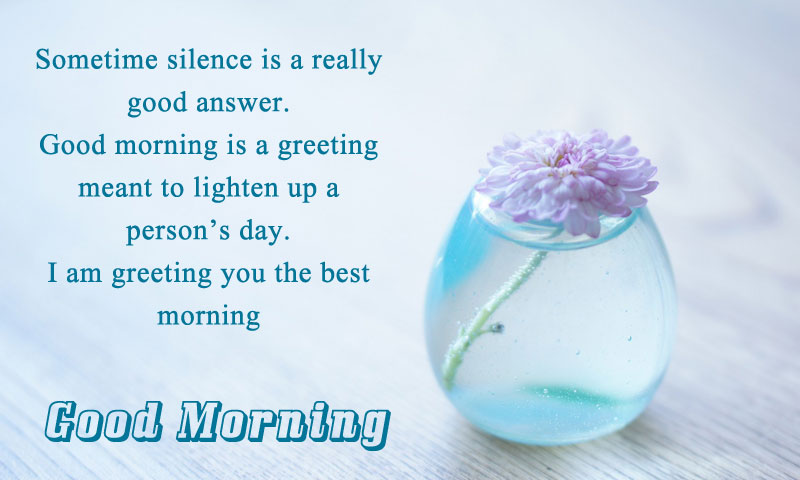 Sometime silence is a really
good answer.
Good morning is a greeting
meant to lighten up a
person’s day.
I am greeting you the best
morning
Good Morning